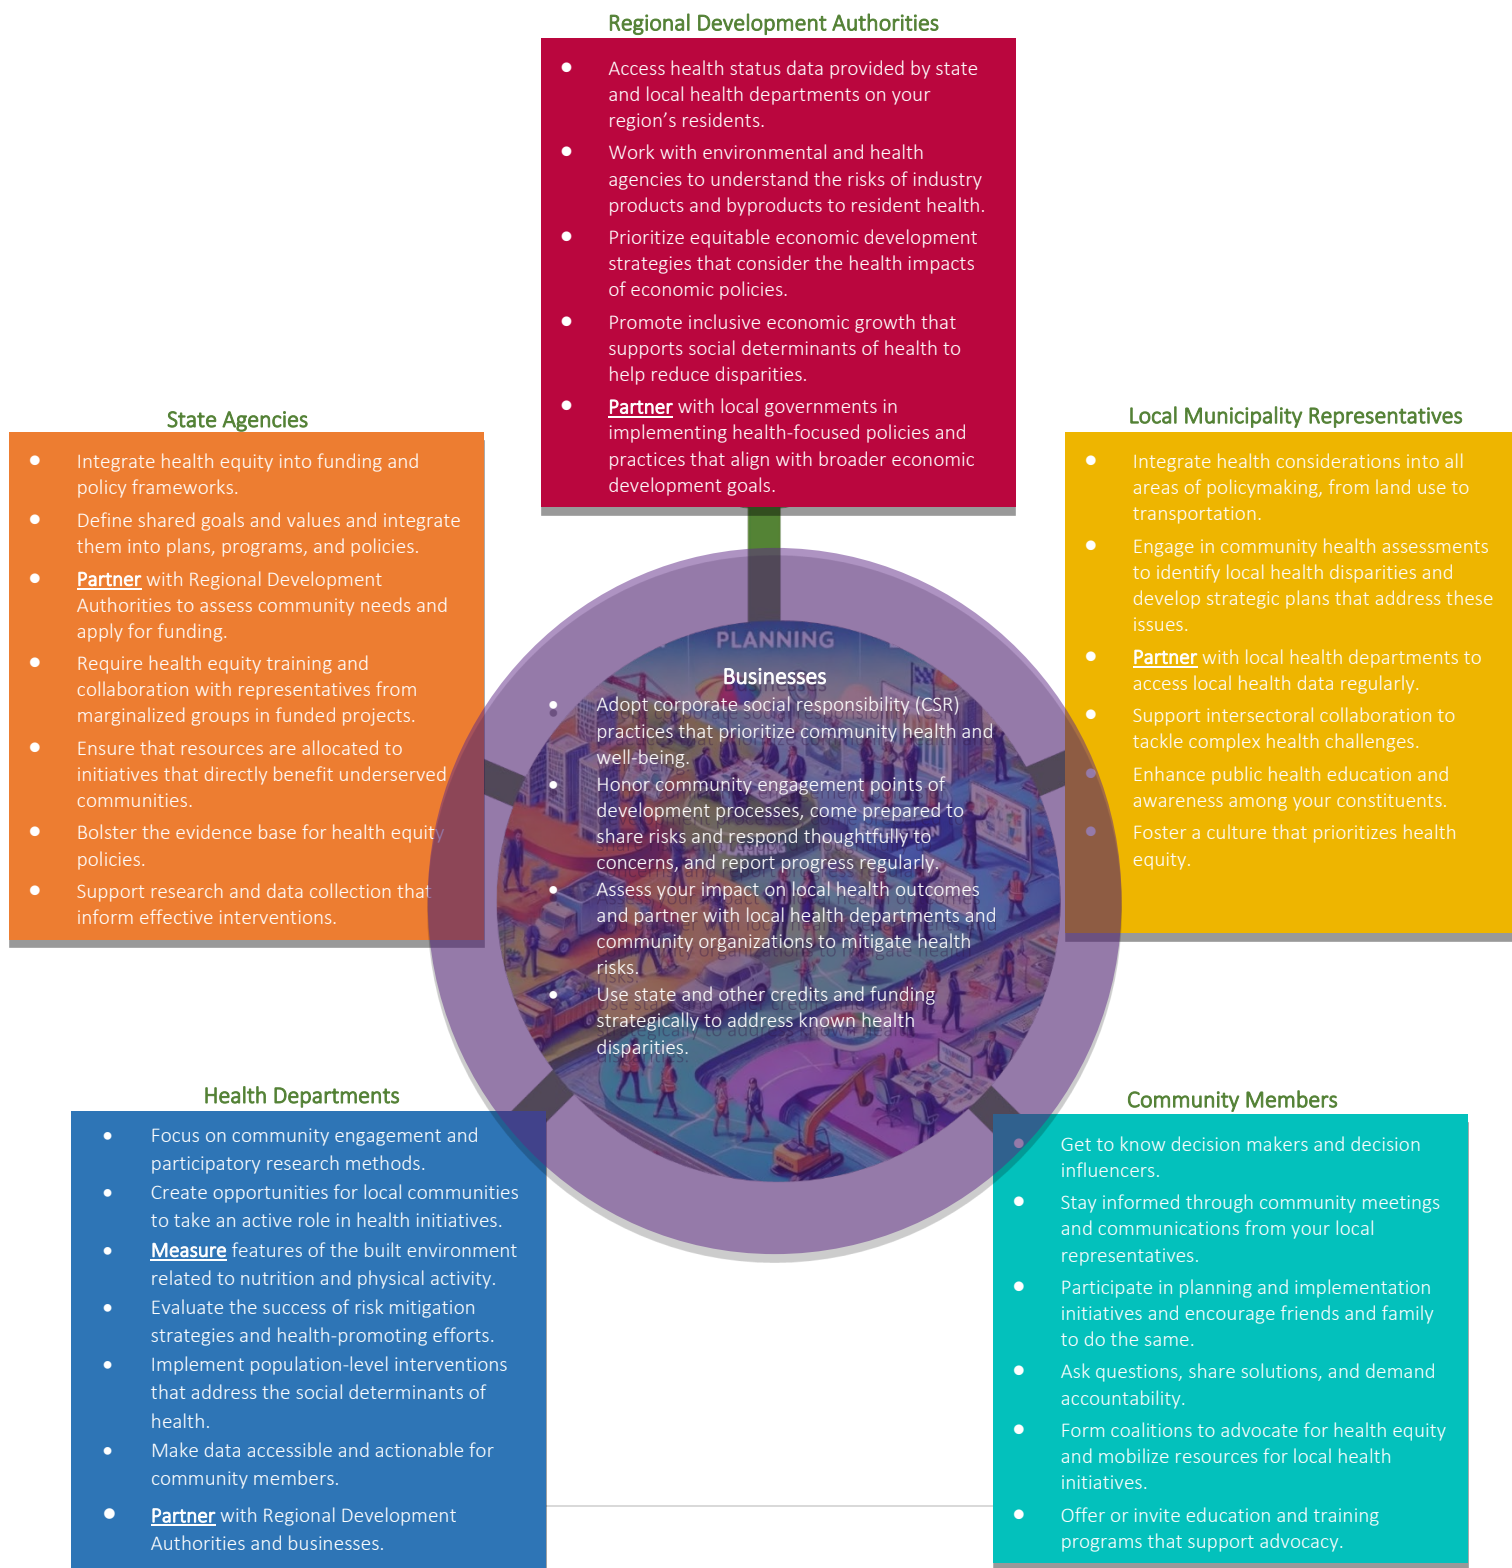 Regional Development Authorities
• Access health status data provided by state
and local health departments on your
region’s residents.
• Work with environmental and health
agencies to understand the risks of industry
products and byproducts to resident health.
• Prioritize equitable economic development
strategies that consider the health impacts
of economic policies.
• Promote inclusive economic growth that
supports social determinants of health to
help reduce disparities.
• Partner with local governments in
implementing health-focused policies and
practices that align with broader economic
development goals.
State Agencies
• Integrate health equity into funding and
policy frameworks.
• Define shared goals and values and integrate
them into plans, programs, and policies.
• Partner with Regional Development
Authorities to assess community needs and
apply for funding.
• Require health equity training and
collaboration with representatives from
marginalized groups in funded projects.
• Ensure that resources are allocated to
initiatives that directly benefit underserved
communities.
• Bolster the evidence base for health equity
policies.
• Support research and data collection that
inform effective interventions.
Local Municipality Representatives
• Integrate health considerations into all
areas of policymaking, from land use to
transportation.
• Engage in community health assessments
to identify local health disparities and
develop strategic plans that address these
issues.
• Partner with local health departments to
access local health data regularly.
• Support intersectoral collaboration to
tackle complex health challenges.
• Enhance public health education and
awareness among your constituents.
• Foster a culture that prioritizes health
equity.
PLANNING
Businesses
• Adopt corporate social responsibility (CSR)
practices that prioritize community health and
well-being.
• Honor community engagement points of
development processes, come prepared to
share risks and respond thoughtfully to
concerns, and report progress regularly.
• Assess your impact on local health outcomes
and partner with local health departments and
community organizations to mitigate health
risks.
• Use state and other credits and funding
strategically to address known health
disparities.
Health Departments
• Focus on community engagement and
participatory research methods.
• Create opportunities for local communities
to take an active role in health initiatives.
• Measure features of the built environment
related to nutrition and physical activity.
• Evaluate the success of risk mitigation
strategies and health-promoting efforts.
• Implement population-level interventions
that address the social determinants of
health.
• Make data accessible and actionable for
community members.
• Partner with Regional Development
Authorities and businesses.
Community Members
• Get to know decision makers and decision
influencers.
• Stay informed through community meetings
and communications from your local
representatives.
• Participate in planning and implementation
initiatives and encourage friends and family
to do the same.
• Ask questions, share solutions, and demand
accountability.
• Form coalitions to advocate for health equity
and mobilize resources for local health
initiatives.
• Offer or invite education and training
programs that support advocacy.